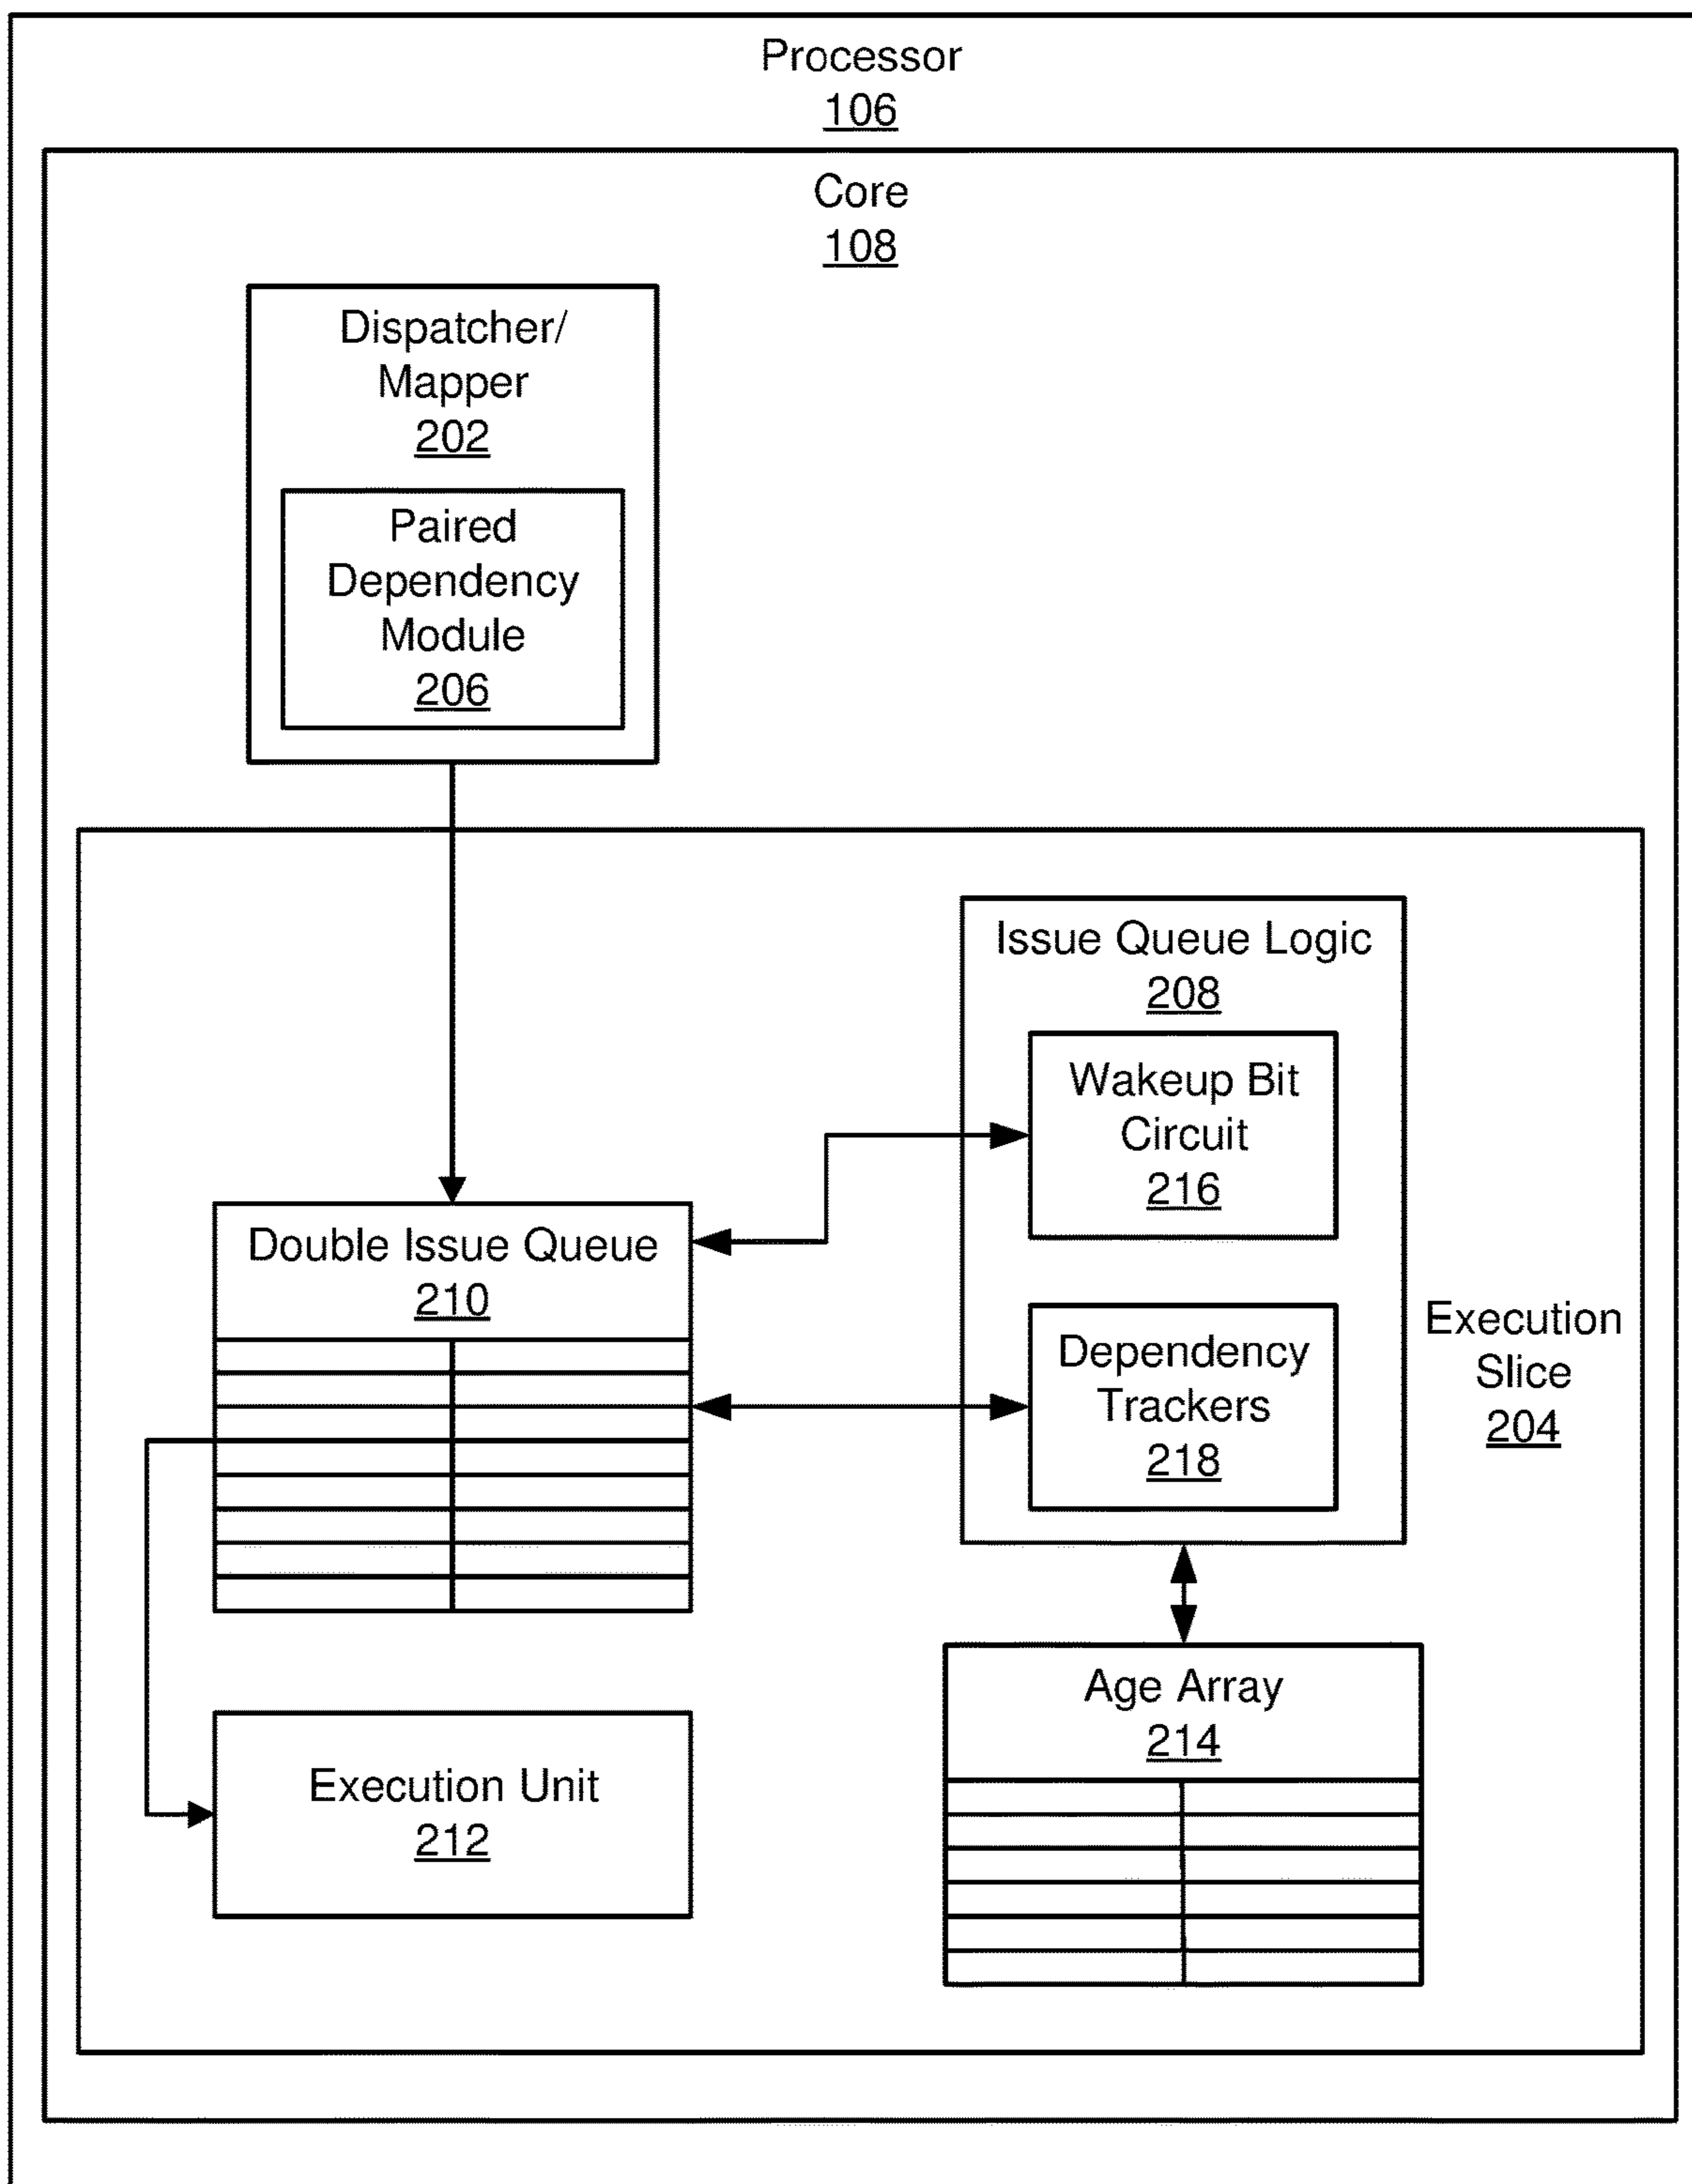 Processor
106
Core
108
Dispatcher/
Mapper
202
Paired
Dependency
Module
206
Issue Queue Logic
208
Wakeup Bit
Circuit
216
Double Issue Queue
210
Dependency
Trackers
218
Execution
Slice
204
Age Array
214
Execution Unit
212